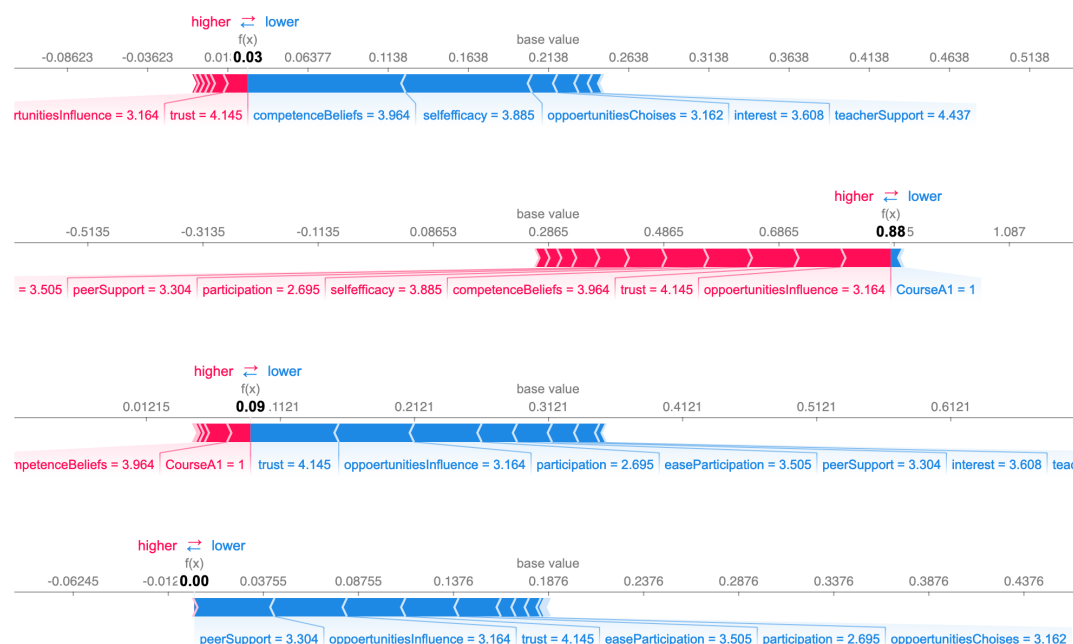 higher ⇄ lower
f(x)
base value
-0.08623 -0.03623 0.01 0.03 0.06377 0.1138 0.1638 0.2138 0.2638 0.3138 0.3638 0.4138 0.4638 0.5138
rtunitiesInfluence = 3.164 trust = 4.145 competenceBeliefs = 3.964 selfefficacy = 3.885 oppoertunitiesChoises = 3.162 interest = 3.608 teacherSupport = 4.437
higher ⇄ lower
base value f(x)
-0.5135 -0.3135 -0.1135 0.08653 0.2865 0.4865 0.6865 0.885 1.087
= 3.505 peerSupport = 3.304 participation = 2.695 selfefficacy = 3.885 competenceBeliefs = 3.964 trust = 4.145 oppoertunitiesInfluence = 3.164 CourseA1 = 1
higher ⇄ lower
f(x) base value
0.01215 0.09 .1121 0.2121 0.3121 0.4121 0.5121 0.6121
mpetenceBeliefs = 3.964 CourseA1 = 1 trust = 4.145 oppoertunitiesInfluence = 3.164 participation = 2.695 easeParticipation = 3.505 peerSupport = 3.304 interest = 3.608 tea
higher ⇄ lower
f(x) base value
-0.06245 -0.012 0.00 0.03755 0.08755 0.1376 0.1876 0.2376 0.2876 0.3376 0.3876 0.4376
peerSupport = 3.304 oppoertunitiesInfluence = 3.164 trust = 4.145 easeParticipation = 3.505 participation = 2.695 oppoertunitiesChoises = 3.162